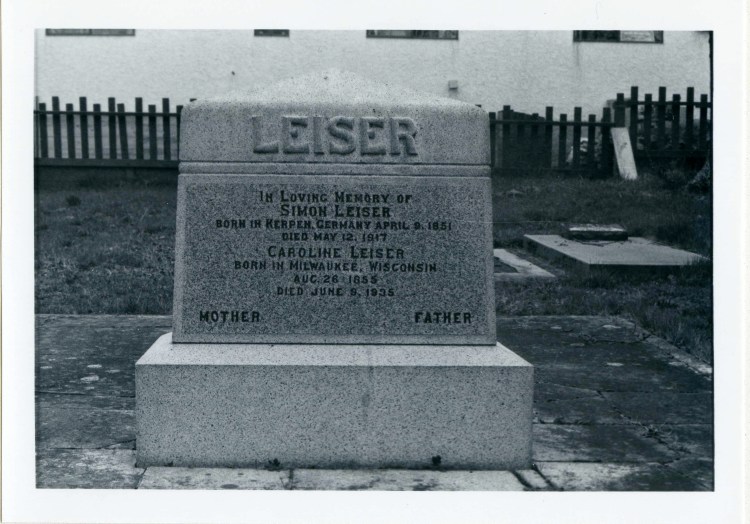 LEISER
IN LOVING MEMORY OF
SIMON LEISER
BORN IN KERPEN, GERMANY APRIL 9, 1851
DIED MAY 12, 1917
CAROLINE LEISER
BORN IN MILWAUKEE, WISCONSIN
AUG. 26 1855
DIED JUNE 9, 1935
MOTHER FATHER